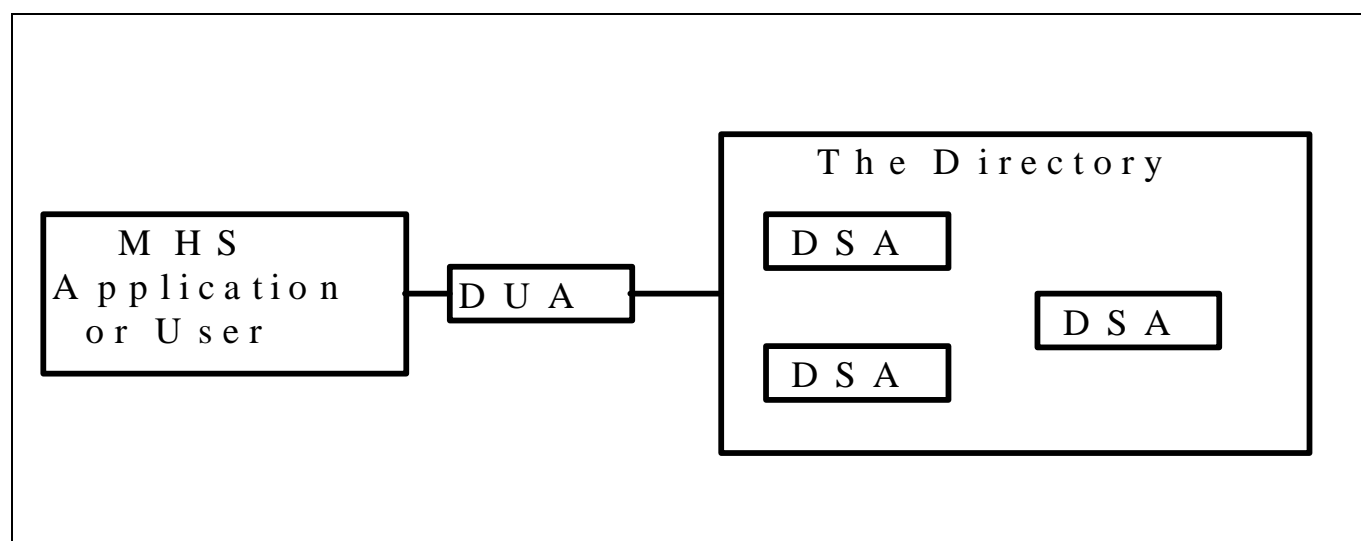 MHS
Application
or User
DUA
The Directory
DSA
DSA
DSA